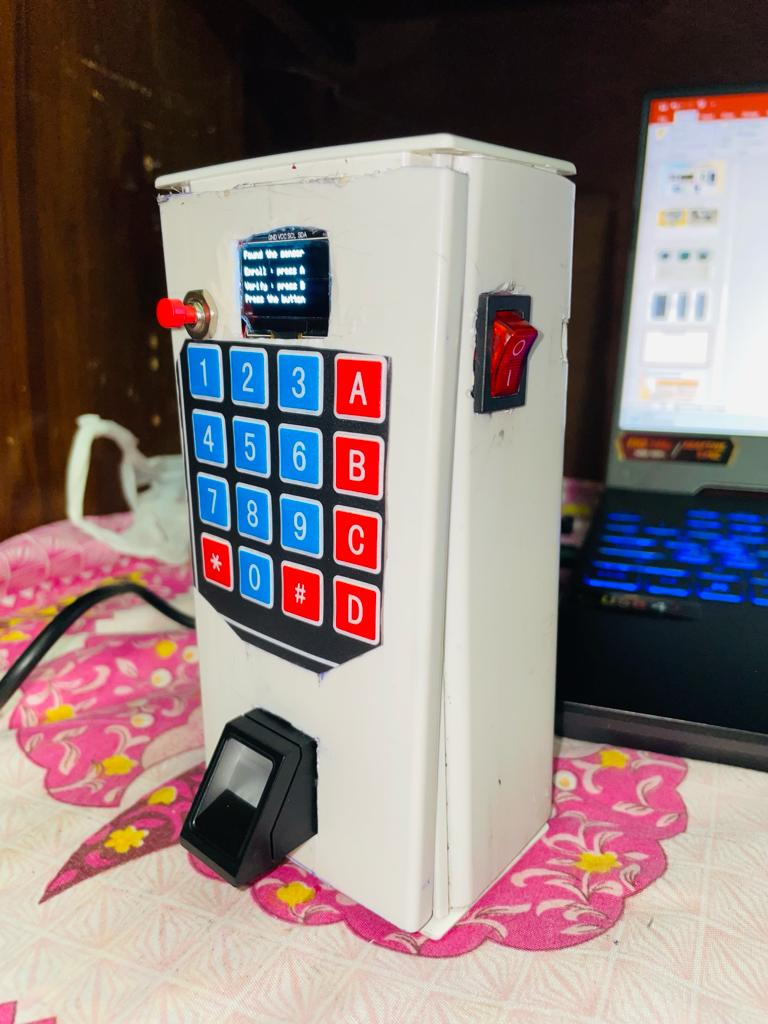 GND VCC SCL SDA
Found the sensor
Enroll : press A
Verify : press B
Press the button
1 2 3 A
4 5 6 B
7 8 9 C
* 0 # D